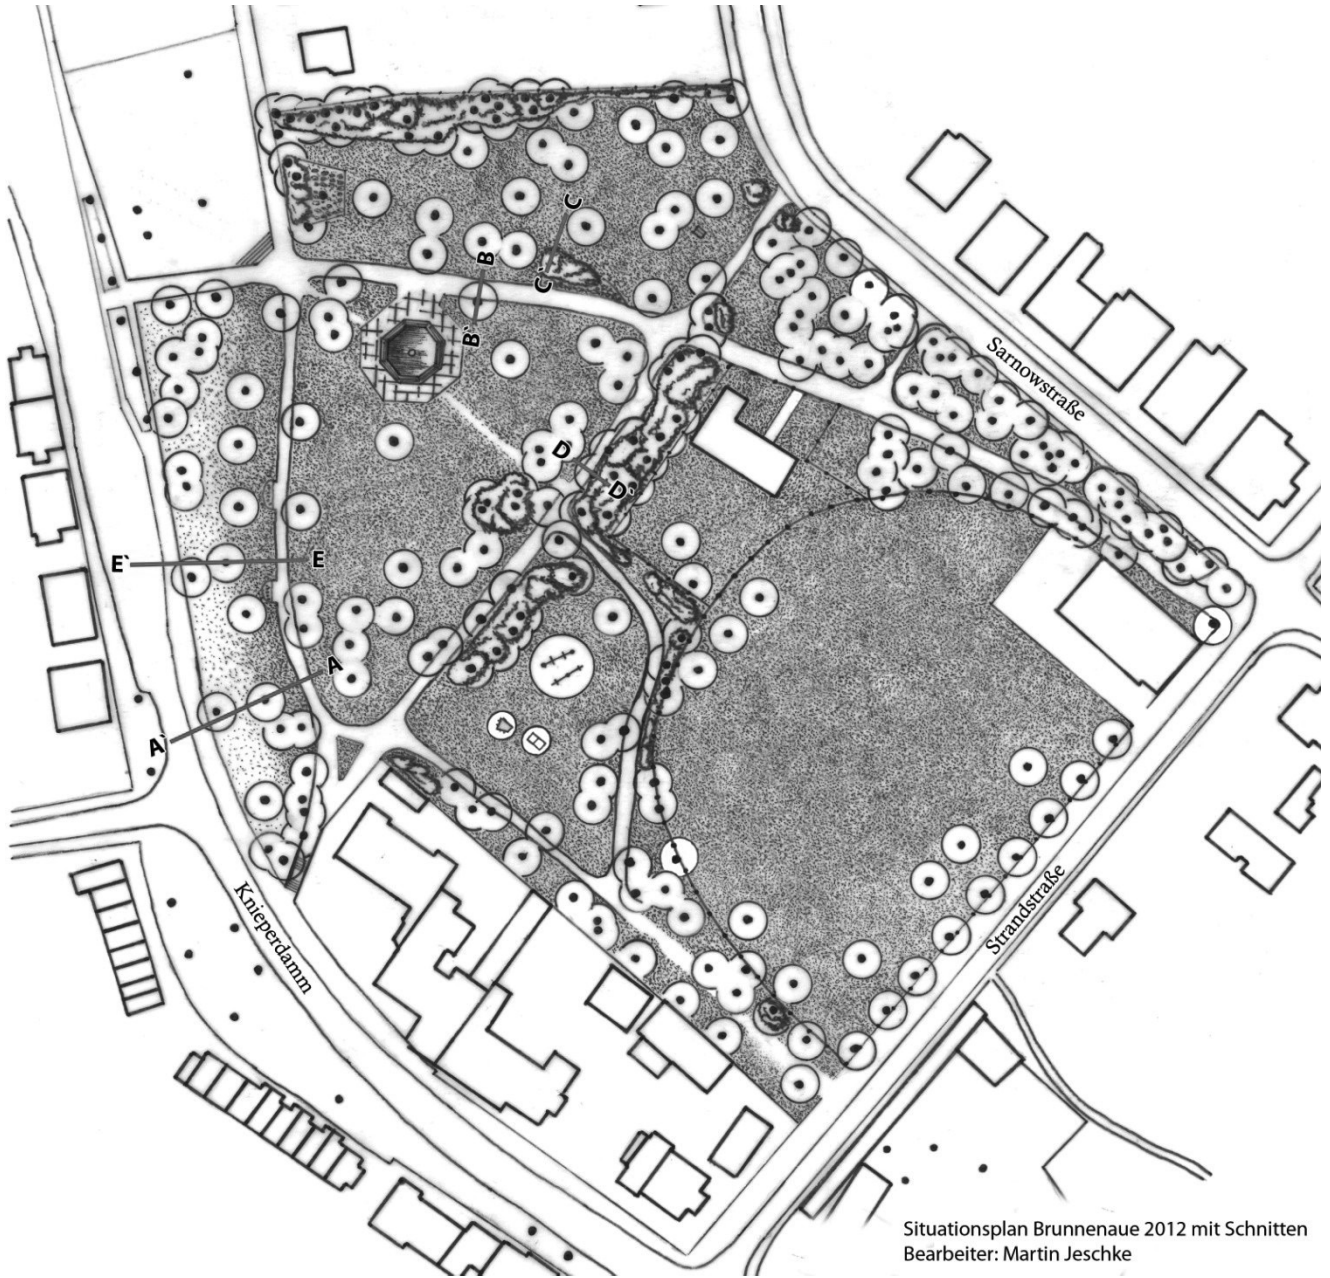 C
B
C`
B`
Sarnowstraße
D
D`
E`
E
A
A`
Knieperdamm
Strandstraße
Situationsplan Brunnenaue 2012 mit Schnitten
Bearbeiter: Martin Jeschke